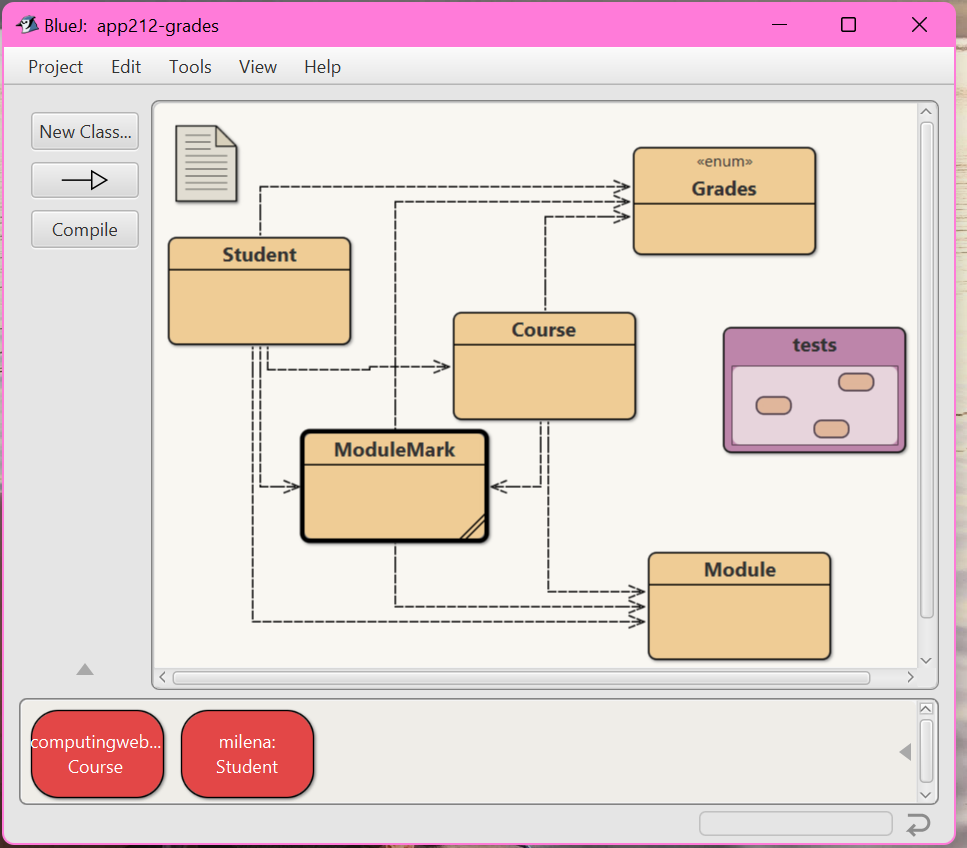 BlueJ: app212-grades
Project Edit Tools View Help
New Class...
Compile
«enum»
Grades
Student
Course
tests
ModuleMark
Module
computingweb...
Course
milena:
Student